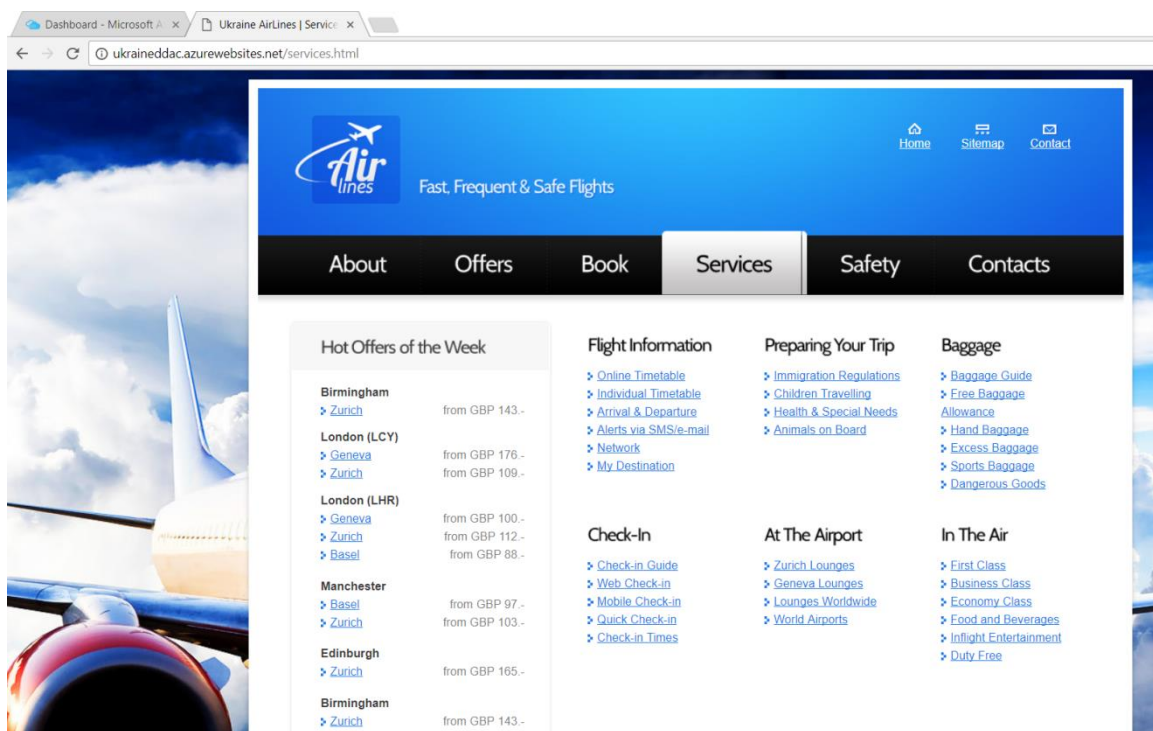 Dashboard - Microsoft A
Ukraine AirLines | Service
ukraineddac.azurewebsites.net/services.html
Air
lines
Fast, Frequent & Safe Flights
Home
Sitemap
Contact
About
Offers
Book
Services
Safety
Contacts
Hot Offers of the Week
Birmingham
Zurich from GBP 143.-
London (LCY)
Geneva from GBP 176.-
Zurich from GBP 109.-
London (LHR)
Geneva from GBP 100.-
Zurich from GBP 112.-
Basel from GBP 88.-
Manchester
Basel from GBP 97.-
Zurich from GBP 103.-
Edinburgh
Zurich from GBP 165.-
Birmingham
Zurich from GBP 143.-
Flight Information
Online Timetable
Individual Timetable
Arrival & Departure
Alerts via SMS/e-mail
Network
My Destination
Preparing Your Trip
Immigration Regulations
Children Travelling
Health & Special Needs
Animals on Board
Baggage
Baggage Guide
Free Baggage
Allowance
Hand Baggage
Excess Baggage
Sports Baggage
Dangerous Goods
Check-In
Check-in Guide
Web Check-in
Mobile Check-in
Quick Check-in
Check-in Times
At The Airport
Zurich Lounges
Geneva Lounges
Lounges Worldwide
World Airports
In The Air
First Class
Business Class
Economy Class
Food and Beverages
Inflight Entertainment
Duty Free